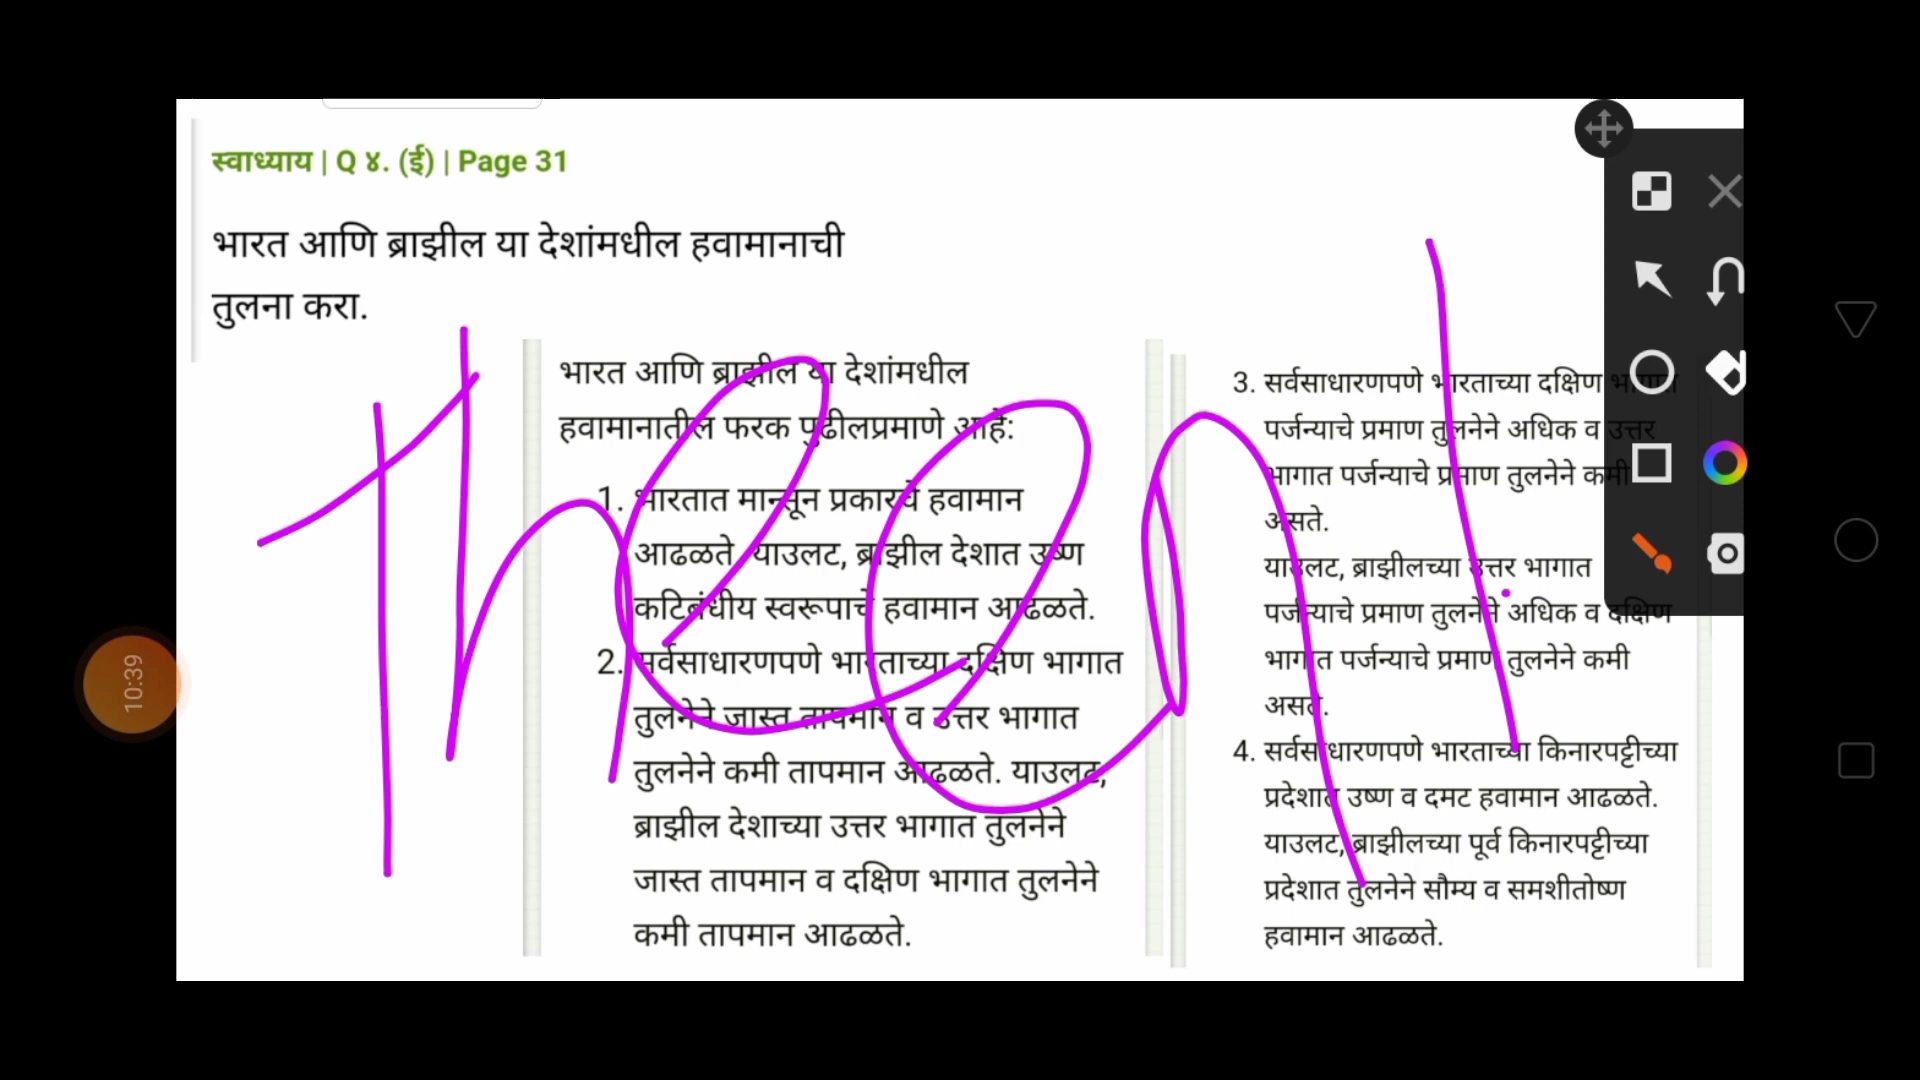 स्वाध्याय | Q ४. (ई) | Page 31
भारत आणि ब्राझील या देशांमधील हवामानाची
तुलना करा.
भारत आणि ब्राझील या देशांमधील
हवामानातील फरक पुढीलप्रमाणे आहे:
1. भारतात मान्सून प्रकारचे हवामान
आढळते. याउलट, ब्राझील देशात उष्ण
कटिबंधीय स्वरूपाचे हवामान आढळते.
2. सर्वसाधारणपणे भारताच्या दक्षिण भागात
तुलनेने जास्त तापमान व उत्तर भागात
तुलनेने कमी तापमान आढळते. याउलट,
ब्राझील देशाच्या उत्तर भागात तुलनेने
जास्त तापमान व दक्षिण भागात तुलनेने
कमी तापमान आढळते.
3. सर्वसाधारणपणे भारताच्या दक्षिण भागात
पर्जन्याचे प्रमाण तुलनेने अधिक व उत्तर
भागात पर्जन्याचे प्रमाण तुलनेने कमी
असते.
याउलट, ब्राझीलच्या उत्तर भागात
पर्जन्याचे प्रमाण तुलनेने अधिक व दक्षिण
भागात पर्जन्याचे प्रमाण तुलनेने कमी
असते.
4. सर्वसाधारणपणे भारताच्या किनारपट्टीच्या
प्रदेशात उष्ण व दमट हवामान आढळते.
याउलट, ब्राझीलच्या पूर्व किनारपट्टीच्या
प्रदेशात तुलनेने सौम्य व समशीतोष्ण
हवामान आढळते.
10:39